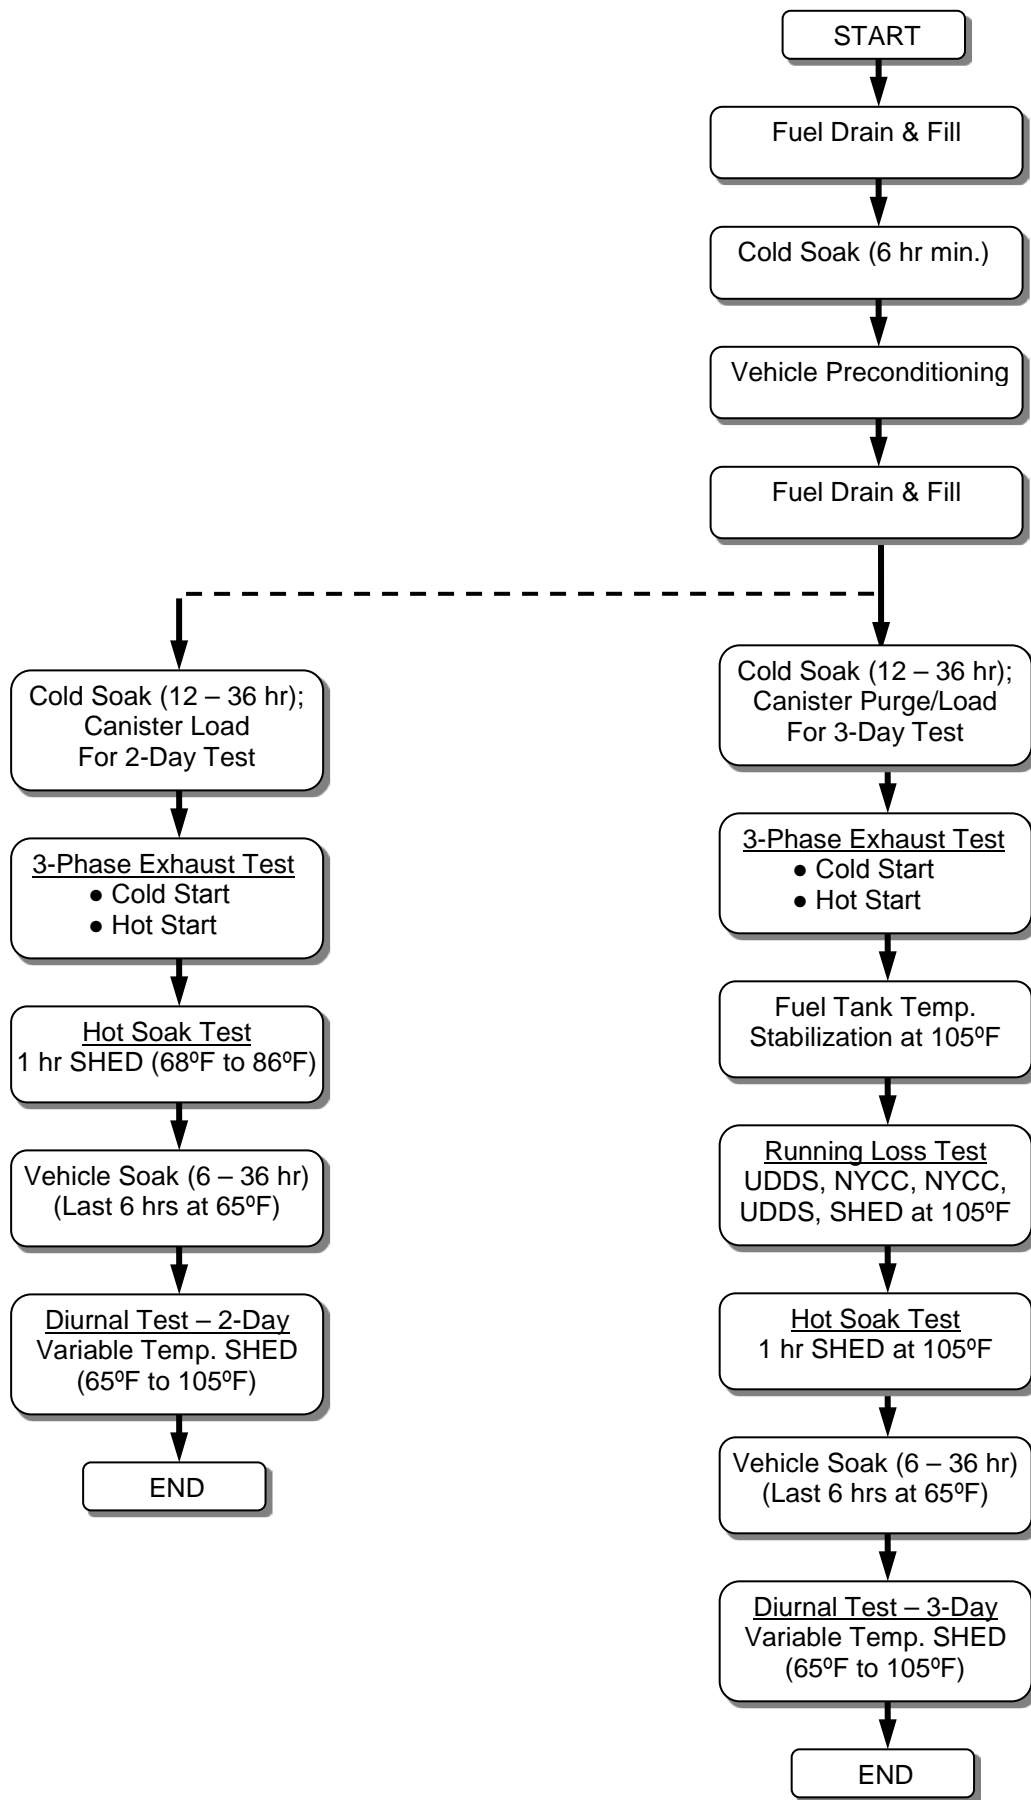 START
Fuel Drain & Fill
Cold Soak (6 hr min.)
Vehicle Preconditioning
Fuel Drain & Fill
Cold Soak (12 – 36 hr);
Canister Load
For 2-Day Test
3-Phase Exhaust Test
● Cold Start
● Hot Start
Hot Soak Test
1 hr SHED (68ºF to 86ºF)
Vehicle Soak (6 – 36 hr)
(Last 6 hrs at 65ºF)
Diurnal Test – 2-Day
Variable Temp. SHED
(65ºF to 105ºF)
END
Cold Soak (12 – 36 hr);
Canister Purge/Load
For 3-Day Test
3-Phase Exhaust Test
● Cold Start
● Hot Start
Fuel Tank Temp.
Stabilization at 105ºF
Running Loss Test
UDDS, NYCC, NYCC,
UDDS, SHED at 105ºF
Hot Soak Test
1 hr SHED at 105ºF
Vehicle Soak (6 – 36 hr)
(Last 6 hrs at 65ºF)
Diurnal Test – 3-Day
Variable Temp. SHED
(65ºF to 105ºF)
END